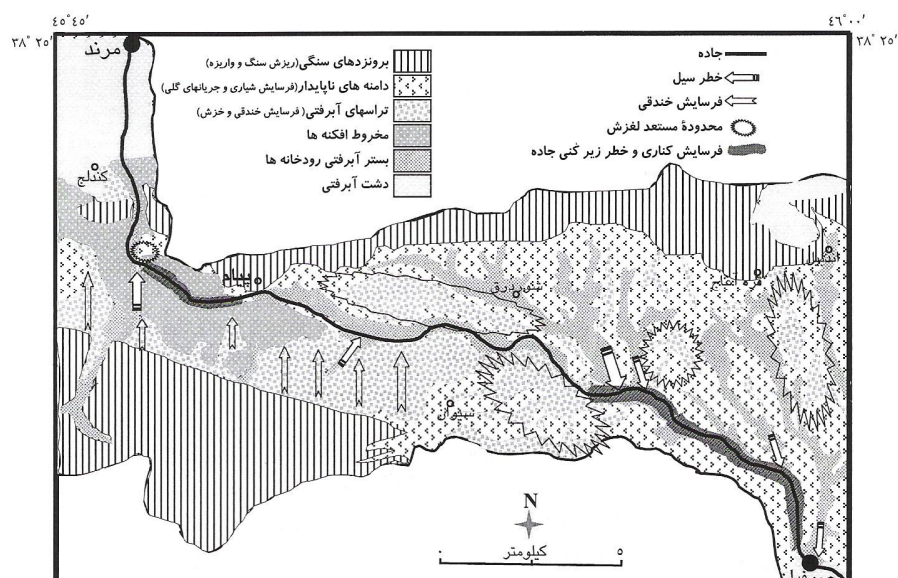 ۴۵°۴۵′
۴۶°۰۰′
۳۸° ۲۵′
۳۸° ۲۵′
مرند
برونزدهای سنگی(ریزش سنگ و واریزه)
دامنه های ناپایدار(فرسایش شیاری و جریانهای گلی)
تراسهای آبرفتی(فرسایش خندقی و خزش)
مخروط افکنه ها
بستر آبرفتی رودخانه ها
دشت آبرفتی
جاده
خطر سیل
فرسایش خندقی
محدودهٔ مستعد لغزش
فرسایش کناری و خطر زیر کنی جاده
کندلج
پیام
N
کیلومتر
۵